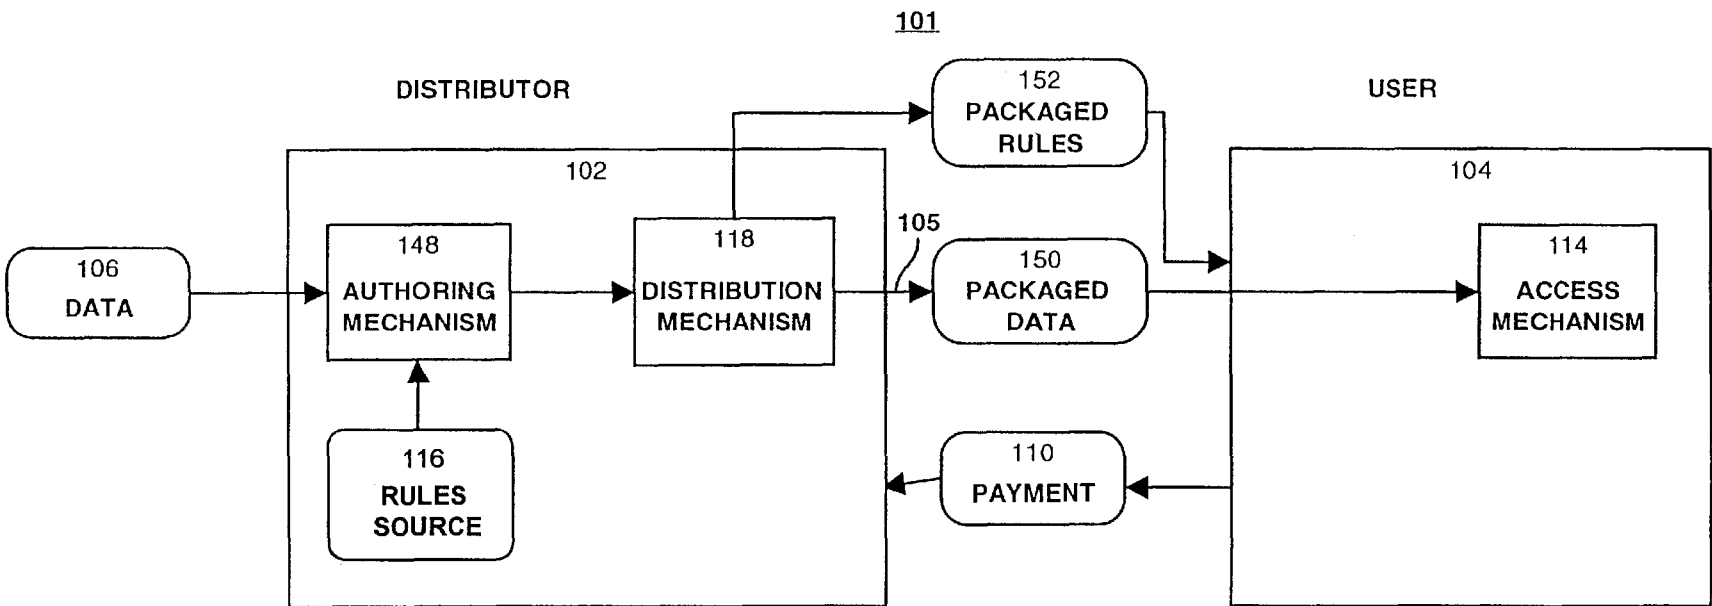 101
DISTRIBUTOR
USER
152
PACKAGED
RULES
102
104
148
AUTHORING
MECHANISM
118
DISTRIBUTION
MECHANISM
105
150
PACKAGED
DATA
114
ACCESS
MECHANISM
106
DATA
116
RULES
SOURCE
110
PAYMENT